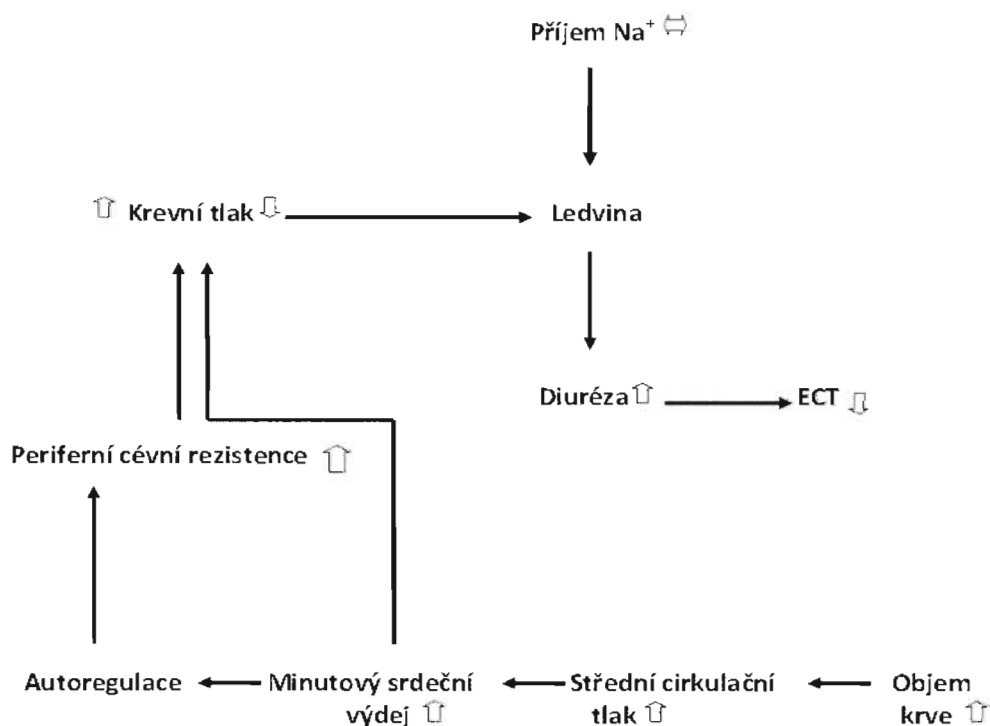 Příjem Na⁺
Krevní tlak
Ledvina
Diuréza
ECT
Periferní cévní rezistence
Autoregulace
Minutový srdeční
výdej
Střední cirkulační
tlak
Objem
krve